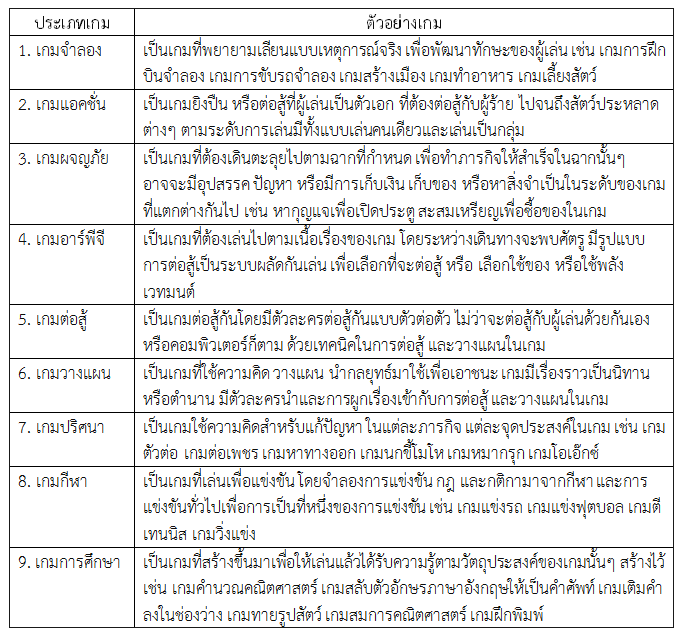 ประเภทเกม ตัวอย่างเกม
1. เกมจำลอง เป็นเกมที่พยายามเลียนแบบเหตุการณ์จริง เพื่อพัฒนาทักษะของผู้เล่น เช่น เกมการฝึก
บินจำลอง เกมการขับรถจำลอง เกมสร้างเมือง เกมทำอาหาร เกมเลี้ยงสัตว์
2. เกมแอคชั่น เป็นเกมยิงปืน หรือต่อสู้ที่ผู้เล่นเป็นตัวเอก ที่ต้องต่อสู้กับผู้ร้าย ไปจนถึงสัตว์ประหลาด
ต่างๆ ตามระดับการเล่นมีทั้งแบบเล่นคนเดียวและเล่นเป็นกลุ่ม
3. เกมผจญภัย เป็นเกมที่ต้องเดินตะลุยไปตามฉากที่กำหนด เพื่อทำภารกิจให้สำเร็จในฉากนั้นๆ
อาจจะมีอุปสรรค ปัญหา หรือมีการเก็บเงิน เก็บของ หรือหาสิ่งจำเป็นในระดับของเกม
ที่แตกต่างกันไป เช่น หากุญแจเพื่อเปิดประตู สะสมเหรียญเพื่อซื้อของในเกม
4. เกมอาร์พีจี เป็นเกมที่ต้องเล่นไปตามเนื้อเรื่องของเกม โดยระหว่างเดินทางจะพบศัตรู มีรูปแบบ
การต่อสู้เป็นระบบผลัดกันเล่น เพื่อเลือกที่จะต่อสู้ หรือ เลือกใช้ของ หรือใช้พลัง
เวทมนต์
5. เกมต่อสู้ เป็นเกมต่อสู้กันโดยมีตัวละครต่อสู้กันแบบตัวต่อตัว ไม่ว่าจะต่อสู้กับผู้เล่นด้วยกันเอง
หรือคอมพิวเตอร์ก็ตาม ด้วยเทคนิคในการต่อสู้ และวางแผนในเกม
6. เกมวางแผน เป็นเกมที่ใช้ความคิด วางแผน นำกลยุทธ์มาใช้เพื่อเอาชนะ เกมมีเรื่องราวเป็นนิทาน
หรือตำนาน มีตัวละครนำและการผูกเรื่องเข้ากับการต่อสู้ และวางแผนในเกม
7. เกมปริศนา เป็นเกมใช้ความคิดสำหรับแก้ปัญหา ในแต่ละภารกิจ แต่ละจุดประสงค์ในเกม เช่น เกม
ตัวต่อ เกมต่อเพชร เกมหาทางออก เกมนกขี้โมโห เกมหมากรุก เกมโอเอ๊กซ์
8. เกมกีฬา เป็นเกมที่เล่นเพื่อแข่งขัน โดยจำลองการแข่งขัน กฎ และกติกามาจากกีฬา และการ
แข่งขันทั่วไปเพื่อการเป็นที่หนึ่งของการแข่งขัน เช่น เกมแข่งรถ เกมแข่งฟุตบอล เกมตี
เทนนิส เกมวิ่งแข่ง
9. เกมการศึกษา เป็นเกมที่สร้างขึ้นมาเพื่อให้เล่นแล้วได้รับความรู้ตามวัตถุประสงค์ของเกมนั้นๆ สร้างไว้
เช่น เกมคำนวณคณิตศาสตร์ เกมสลับตัวอักษรภาษาอังกฤษให้เป็นคำศัพท์ เกมเติมคำ
ลงในช่องว่าง เกมทายรูปสัตว์ เกมสมการคณิตศาสตร์ เกมฝึกพิมพ์